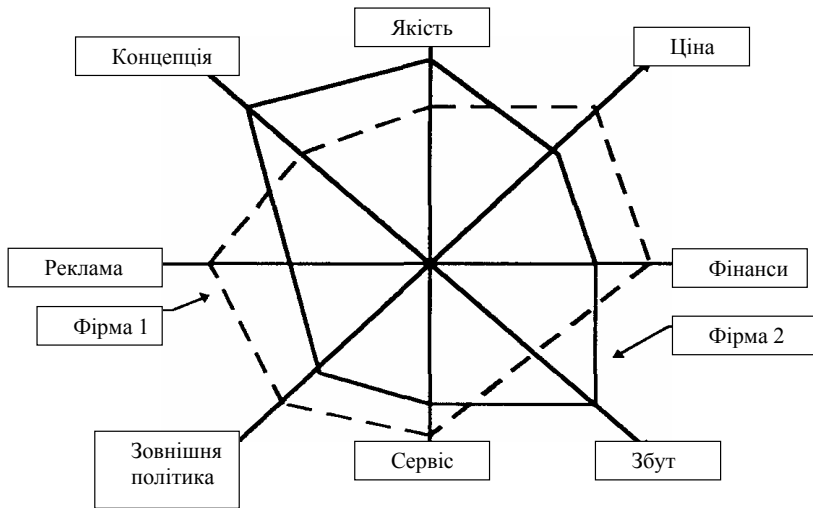 Якість
Концепція
Ціна
Реклама
Фінанси
Фірма 1
Фірма 2
Зовнішня
політика
Сервіс
Збут